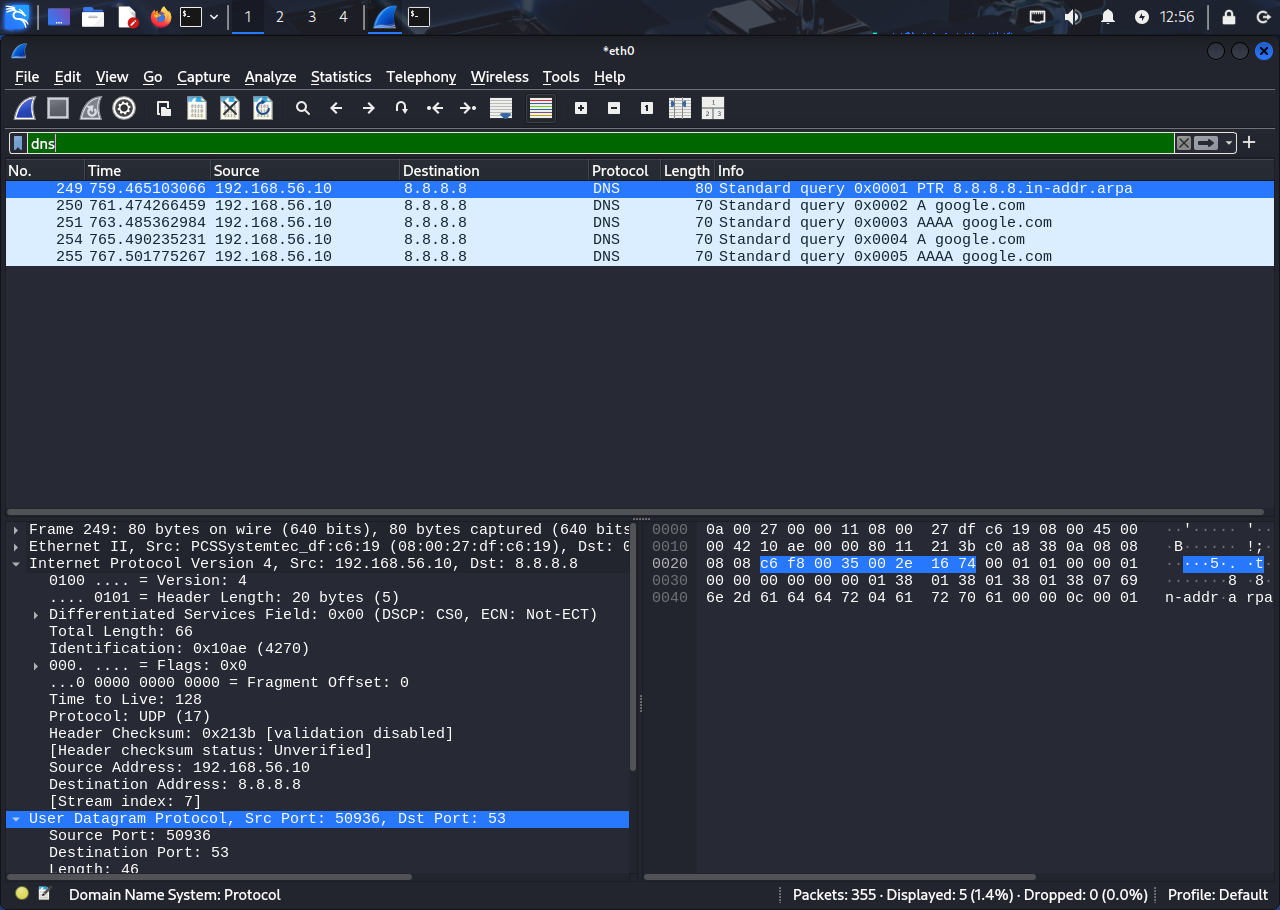 1 2 3 4 12:56
*eth0
File Edit View Go Capture Analyze Statistics Telephony Wireless Tools Help
dns
No. Time Source Destination Protocol Length Info
249 759.465103066 192.168.56.10 8.8.8.8 DNS 80 Standard query 0x0001 PTR 8.8.8.8.in-addr.arpa
250 761.474266459 192.168.56.10 8.8.8.8 DNS 70 Standard query 0x0002 A google.com
251 763.485362984 192.168.56.10 8.8.8.8 DNS 70 Standard query 0x0003 AAAA google.com
254 765.490235231 192.168.56.10 8.8.8.8 DNS 70 Standard query 0x0004 A google.com
255 767.501775267 192.168.56.10 8.8.8.8 DNS 70 Standard query 0x0005 AAAA google.com
Frame 249: 80 bytes on wire (640 bits), 80 bytes captured (640 bits
Ethernet II, Src: PCSSystemtec_df:c6:19 (08:00:27:df:c6:19), Dst: 0
Internet Protocol Version 4, Src: 192.168.56.10, Dst: 8.8.8.8
0100 .... = Version: 4
.... 0101 = Header Length: 20 bytes (5)
Differentiated Services Field: 0x00 (DSCP: CS0, ECN: Not-ECT)
Total Length: 66
Identification: 0x10ae (4270)
000. .... = Flags: 0x0
...0 0000 0000 0000 = Fragment Offset: 0
Time to Live: 128
Protocol: UDP (17)
Header Checksum: 0x213b [validation disabled]
[Header checksum status: Unverified]
Source Address: 192.168.56.10
Destination Address: 8.8.8.8
[Stream index: 7]
User Datagram Protocol, Src Port: 50936, Dst Port: 53
Source Port: 50936
Destination Port: 53
Length: 46
0000 0a 00 27 00 00 11 08 00 27 df c6 19 08 00 45 00 ··'····· '·····E·
0010 00 42 10 ae 00 00 80 11 21 3b c0 a8 38 0a 08 08 ·B······ !;··8···
0020 08 08 c6 f8 00 35 00 2e 16 74 00 01 01 00 00 01 ·····5·. ·t······
0030 00 00 00 00 00 00 01 38 01 38 01 38 01 38 07 69 ·······8 ·8·8·8·i
0040 6e 2d 61 64 64 72 04 61 72 70 61 00 00 0c 00 01 n-addr·a rpa·····
Domain Name System: Protocol
Packets: 355 · Displayed: 5 (1.4%) · Dropped: 0 (0.0%)
Profile: Default